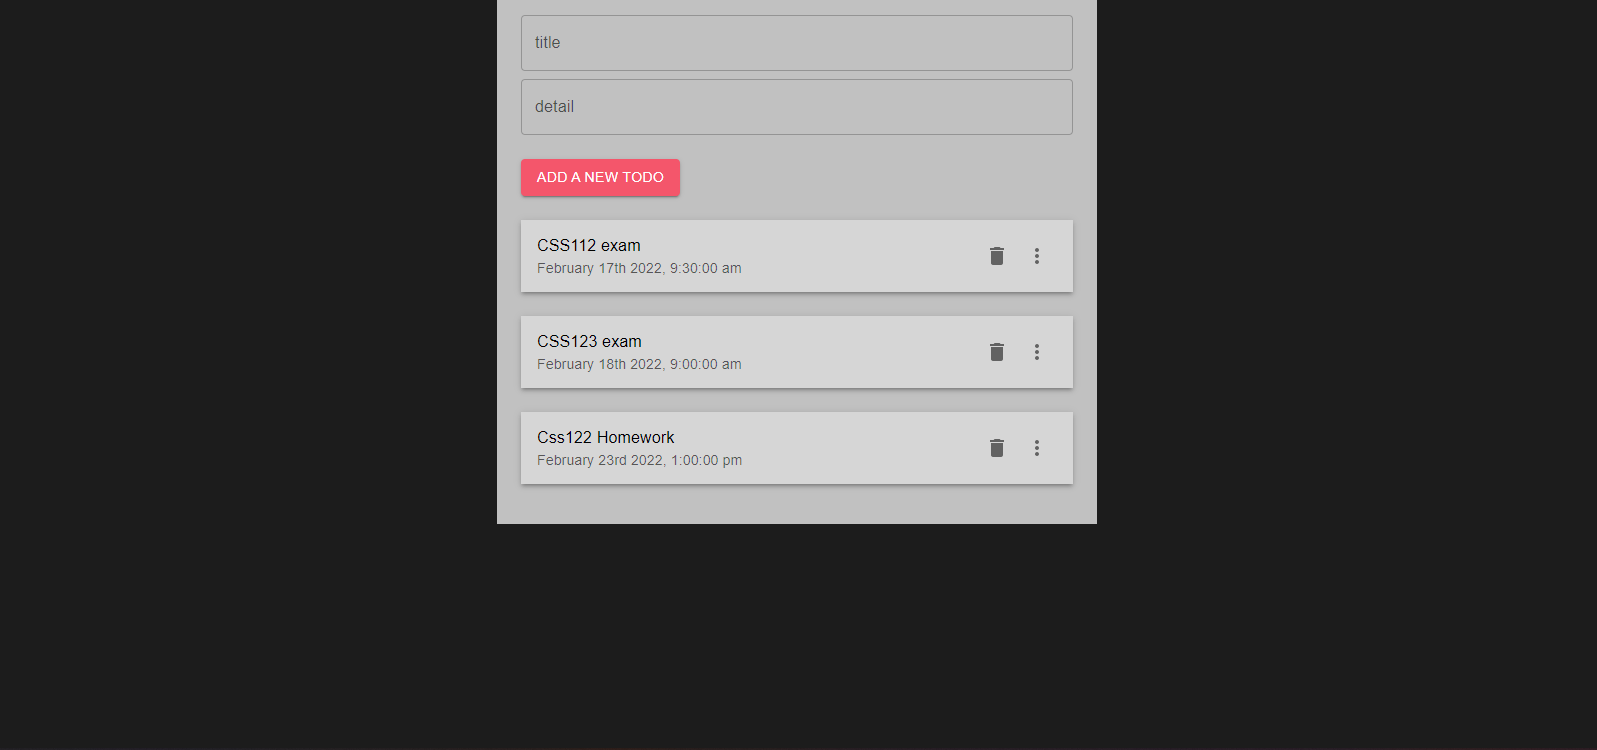 title
detail
ADD A NEW TODO
CSS112 exam
February 17th 2022, 9:30:00 am
CSS123 exam
February 18th 2022, 9:00:00 am
Css122 Homework
February 23rd 2022, 1:00:00 pm